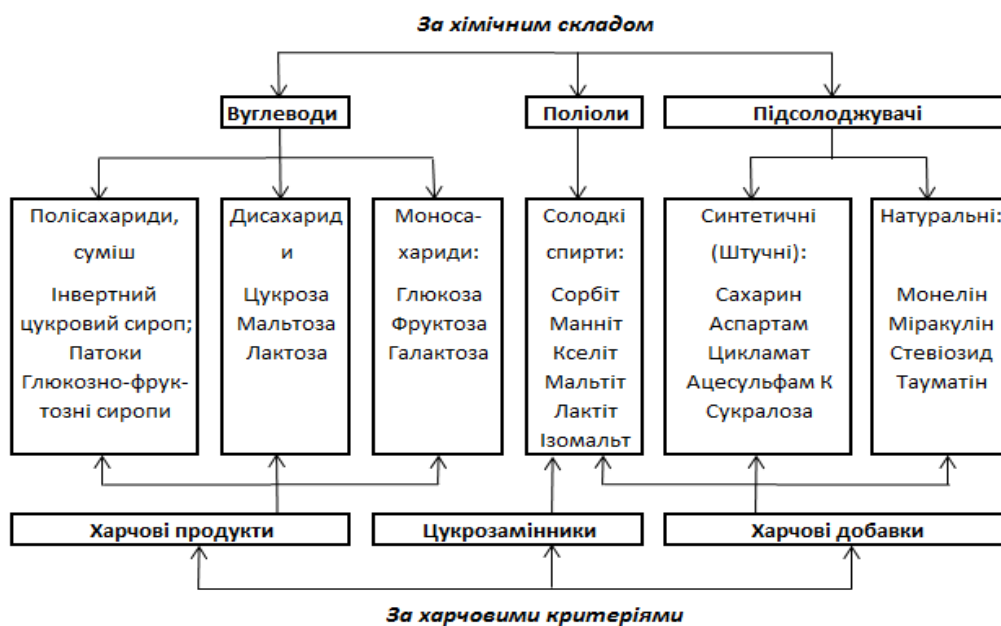 За хімічним складом
Вуглеводи
Поліоли
Підсолоджувачі
Полісахариди,
суміш
Інвертний
цукровий сироп;
Патоки
Глюкозно-фрук-
тозні сиропи
Дисахарид
и
Цукроза
Мальтоза
Лактоза
Моноса-
хариди:
Глюкоза
Фруктоза
Галактоза
Солодкі
спирти:
Сорбіт
Манніт
Кселіт
Мальтіт
Лактіт
Ізомальт
Синтетичні
(Штучні):
Сахарин
Аспартам
Цикламат
Ацесульфам К
Сукралоза
Натуральні:
Монелін
Міракулін
Стевіозид
Тауматін
Харчові продукти
Цукрозамінники
Харчові добавки
За харчовими критеріями